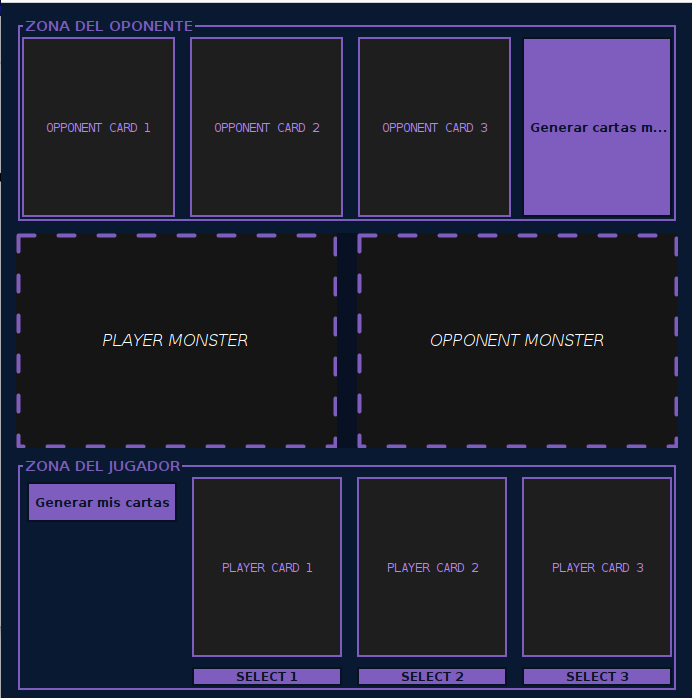 ZONA DEL OPONENTE
OPPONENT CARD 1
OPPONENT CARD 2
OPPONENT CARD 3
Generar cartas m...
PLAYER MONSTER
OPPONENT MONSTER
ZONA DEL JUGADOR
Generar mis cartas
PLAYER CARD 1
PLAYER CARD 2
PLAYER CARD 3
SELECT 1
SELECT 2
SELECT 3